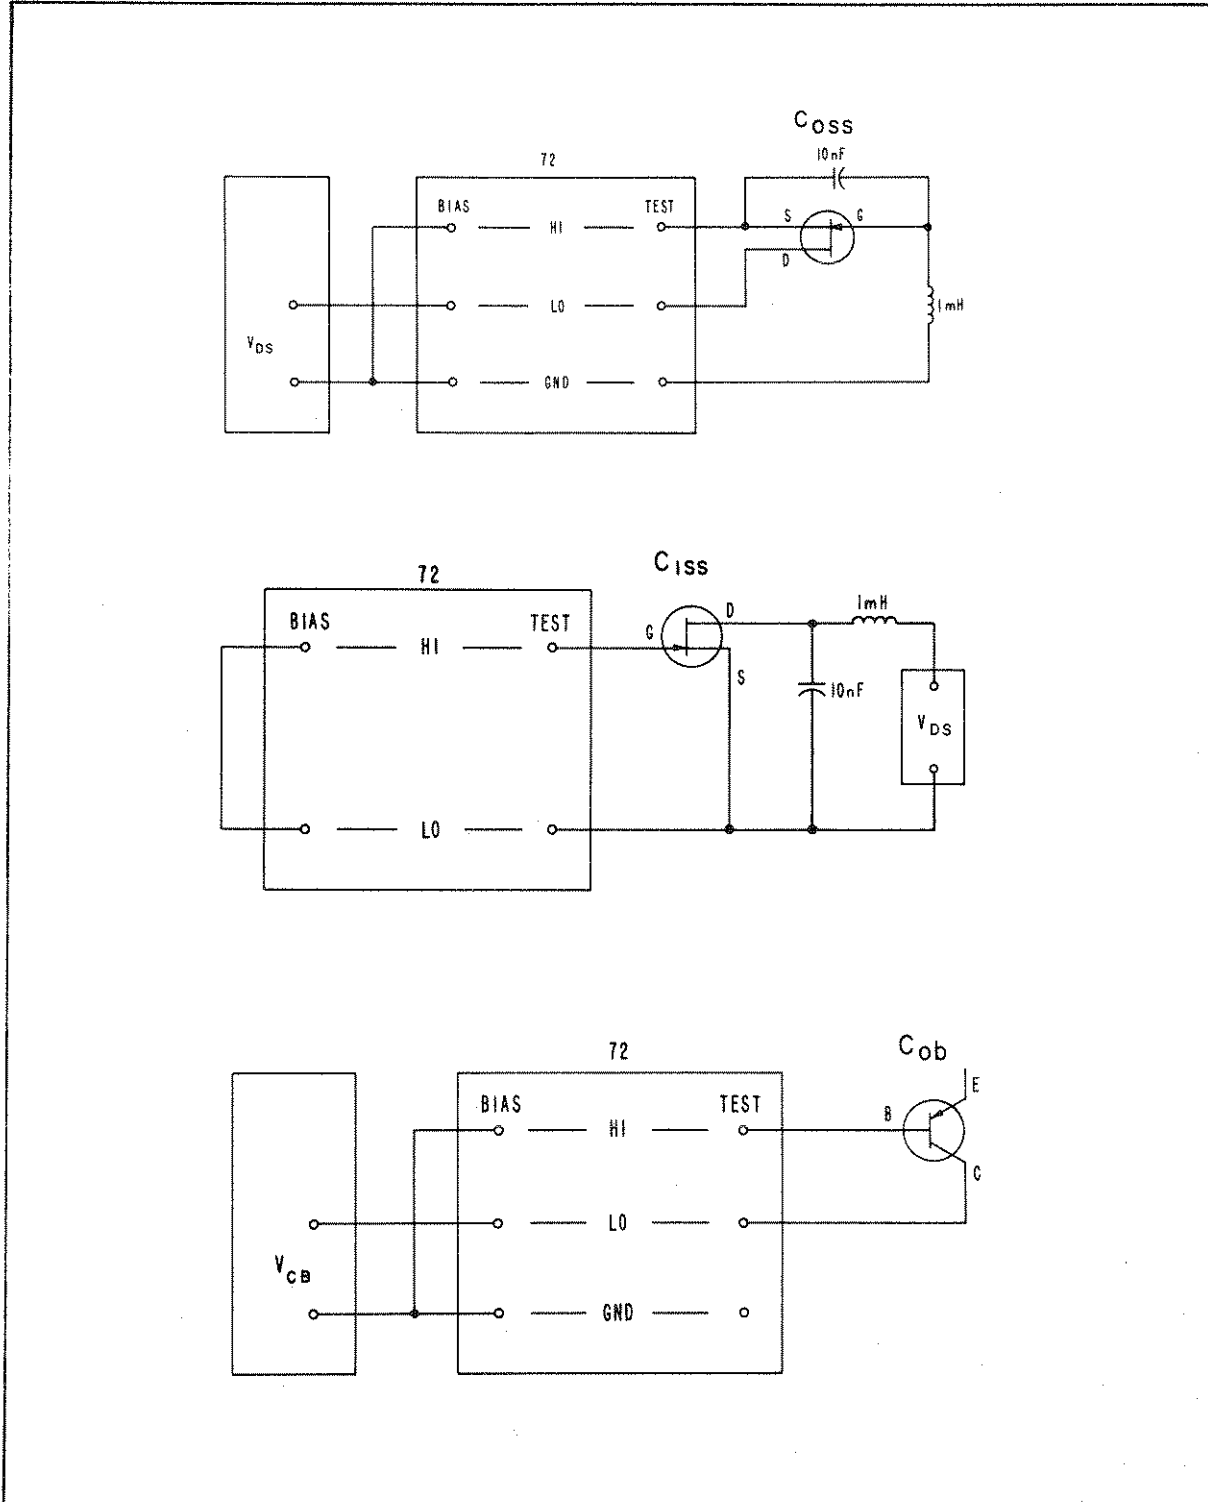 COSS
10nF
72
BIAS
HI
TEST
S
G
D
LO
1mH
VDS
GND
CISS
72
BIAS
HI
TEST
G
D
S
1mH
10nF
VDS
LO
Cob
72
BIAS
HI
TEST
B
E
C
LO
VCB
GND